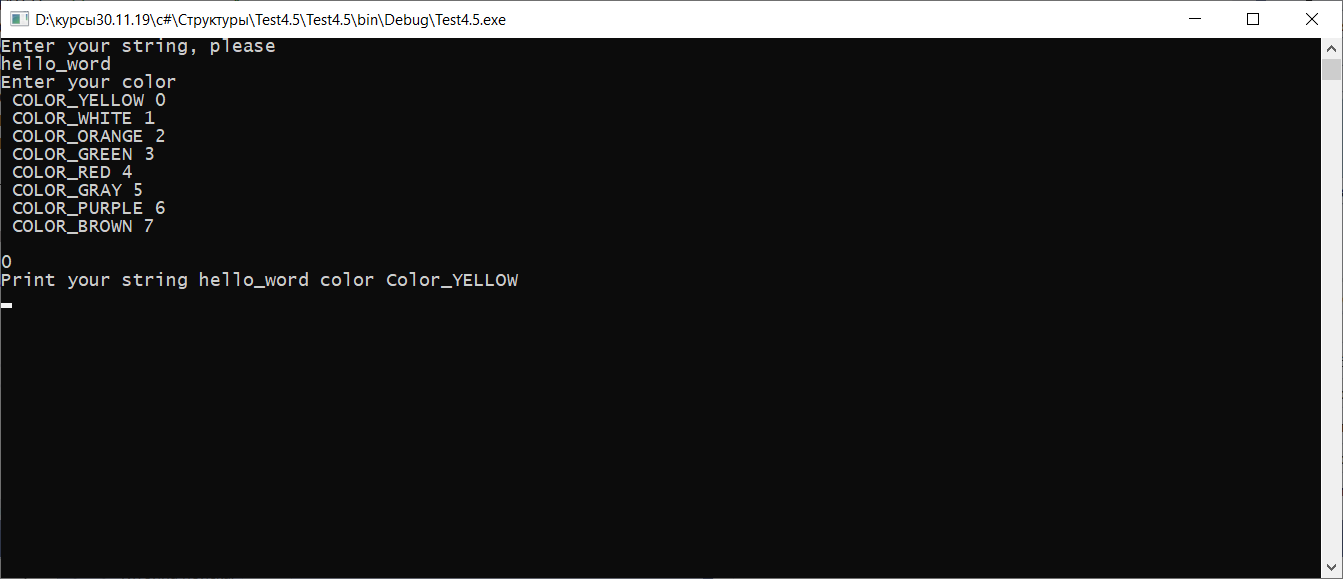 D:\курсы30.11.19\c#\Структуры\Test4.5\Test4.5\bin\Debug\Test4.5.exe
Enter your string, please
hello_word
Enter your color
COLOR_YELLOW 0
COLOR_WHITE 1
COLOR_ORANGE 2
COLOR_GREEN 3
COLOR_RED 4
COLOR_GRAY 5
COLOR_PURPLE 6
COLOR_BROWN 7
0
Print your string hello_word color Color_YELLOW